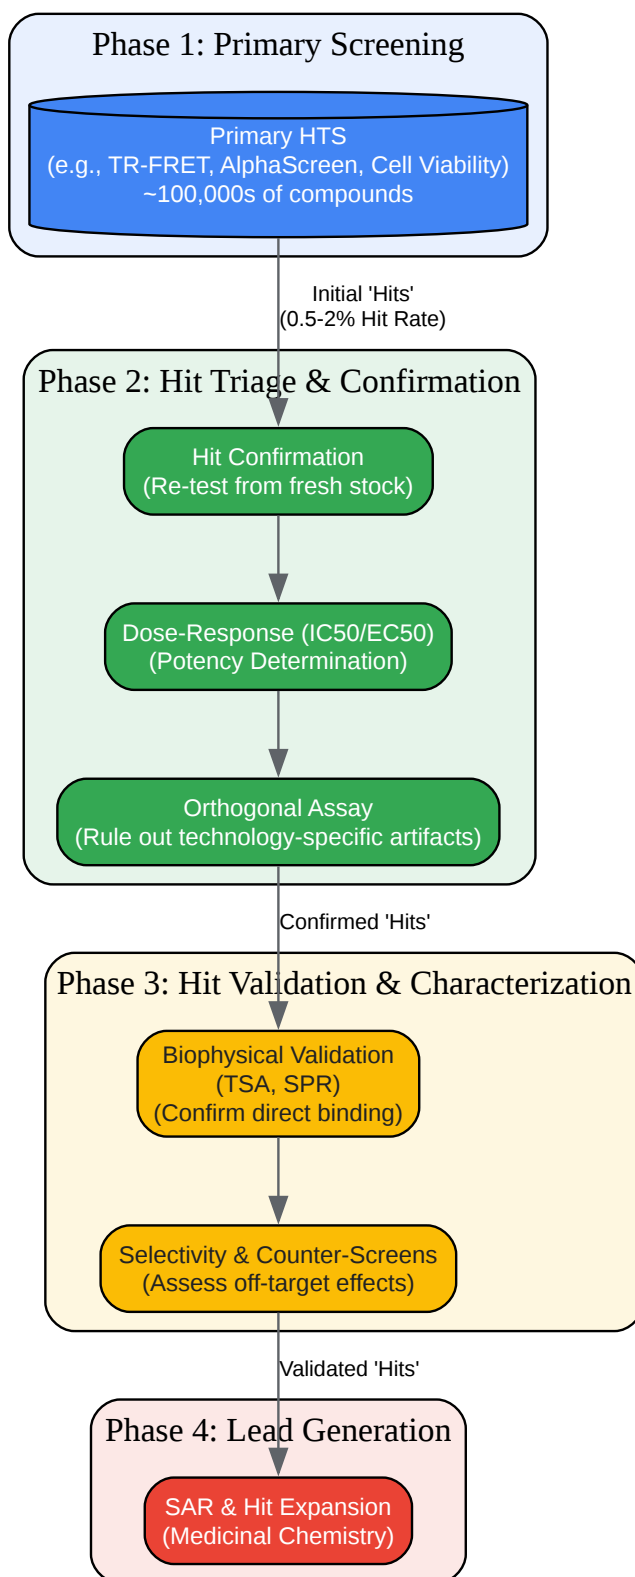 Phase 1: Primary Screening
Primary HTS
(e.g., TR-FRET, AlphaScreen, Cell Viability)
~100,000s of compounds
Initial 'Hits'
(0.5-2% Hit Rate)
Phase 2: Hit Triage & Confirmation
Hit Confirmation
(Re-test from fresh stock)
Dose-Response (IC50/EC50)
(Potency Determination)
Orthogonal Assay
(Rule out technology-specific artifacts)
Confirmed 'Hits'
Phase 3: Hit Validation & Characterization
Biophysical Validation
(TSA, SPR)
(Confirm direct binding)
Selectivity & Counter-Screens
(Assess off-target effects)
Validated 'Hits'
Phase 4: Lead Generation
SAR & Hit Expansion
(Medicinal Chemistry)